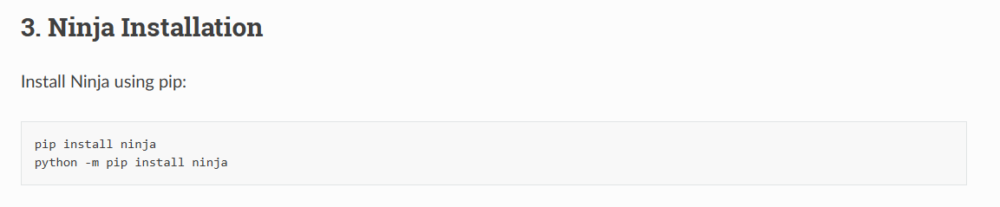 3. Ninja Installation
Install Ninja using pip:
pip install ninja
python -m pip install ninja